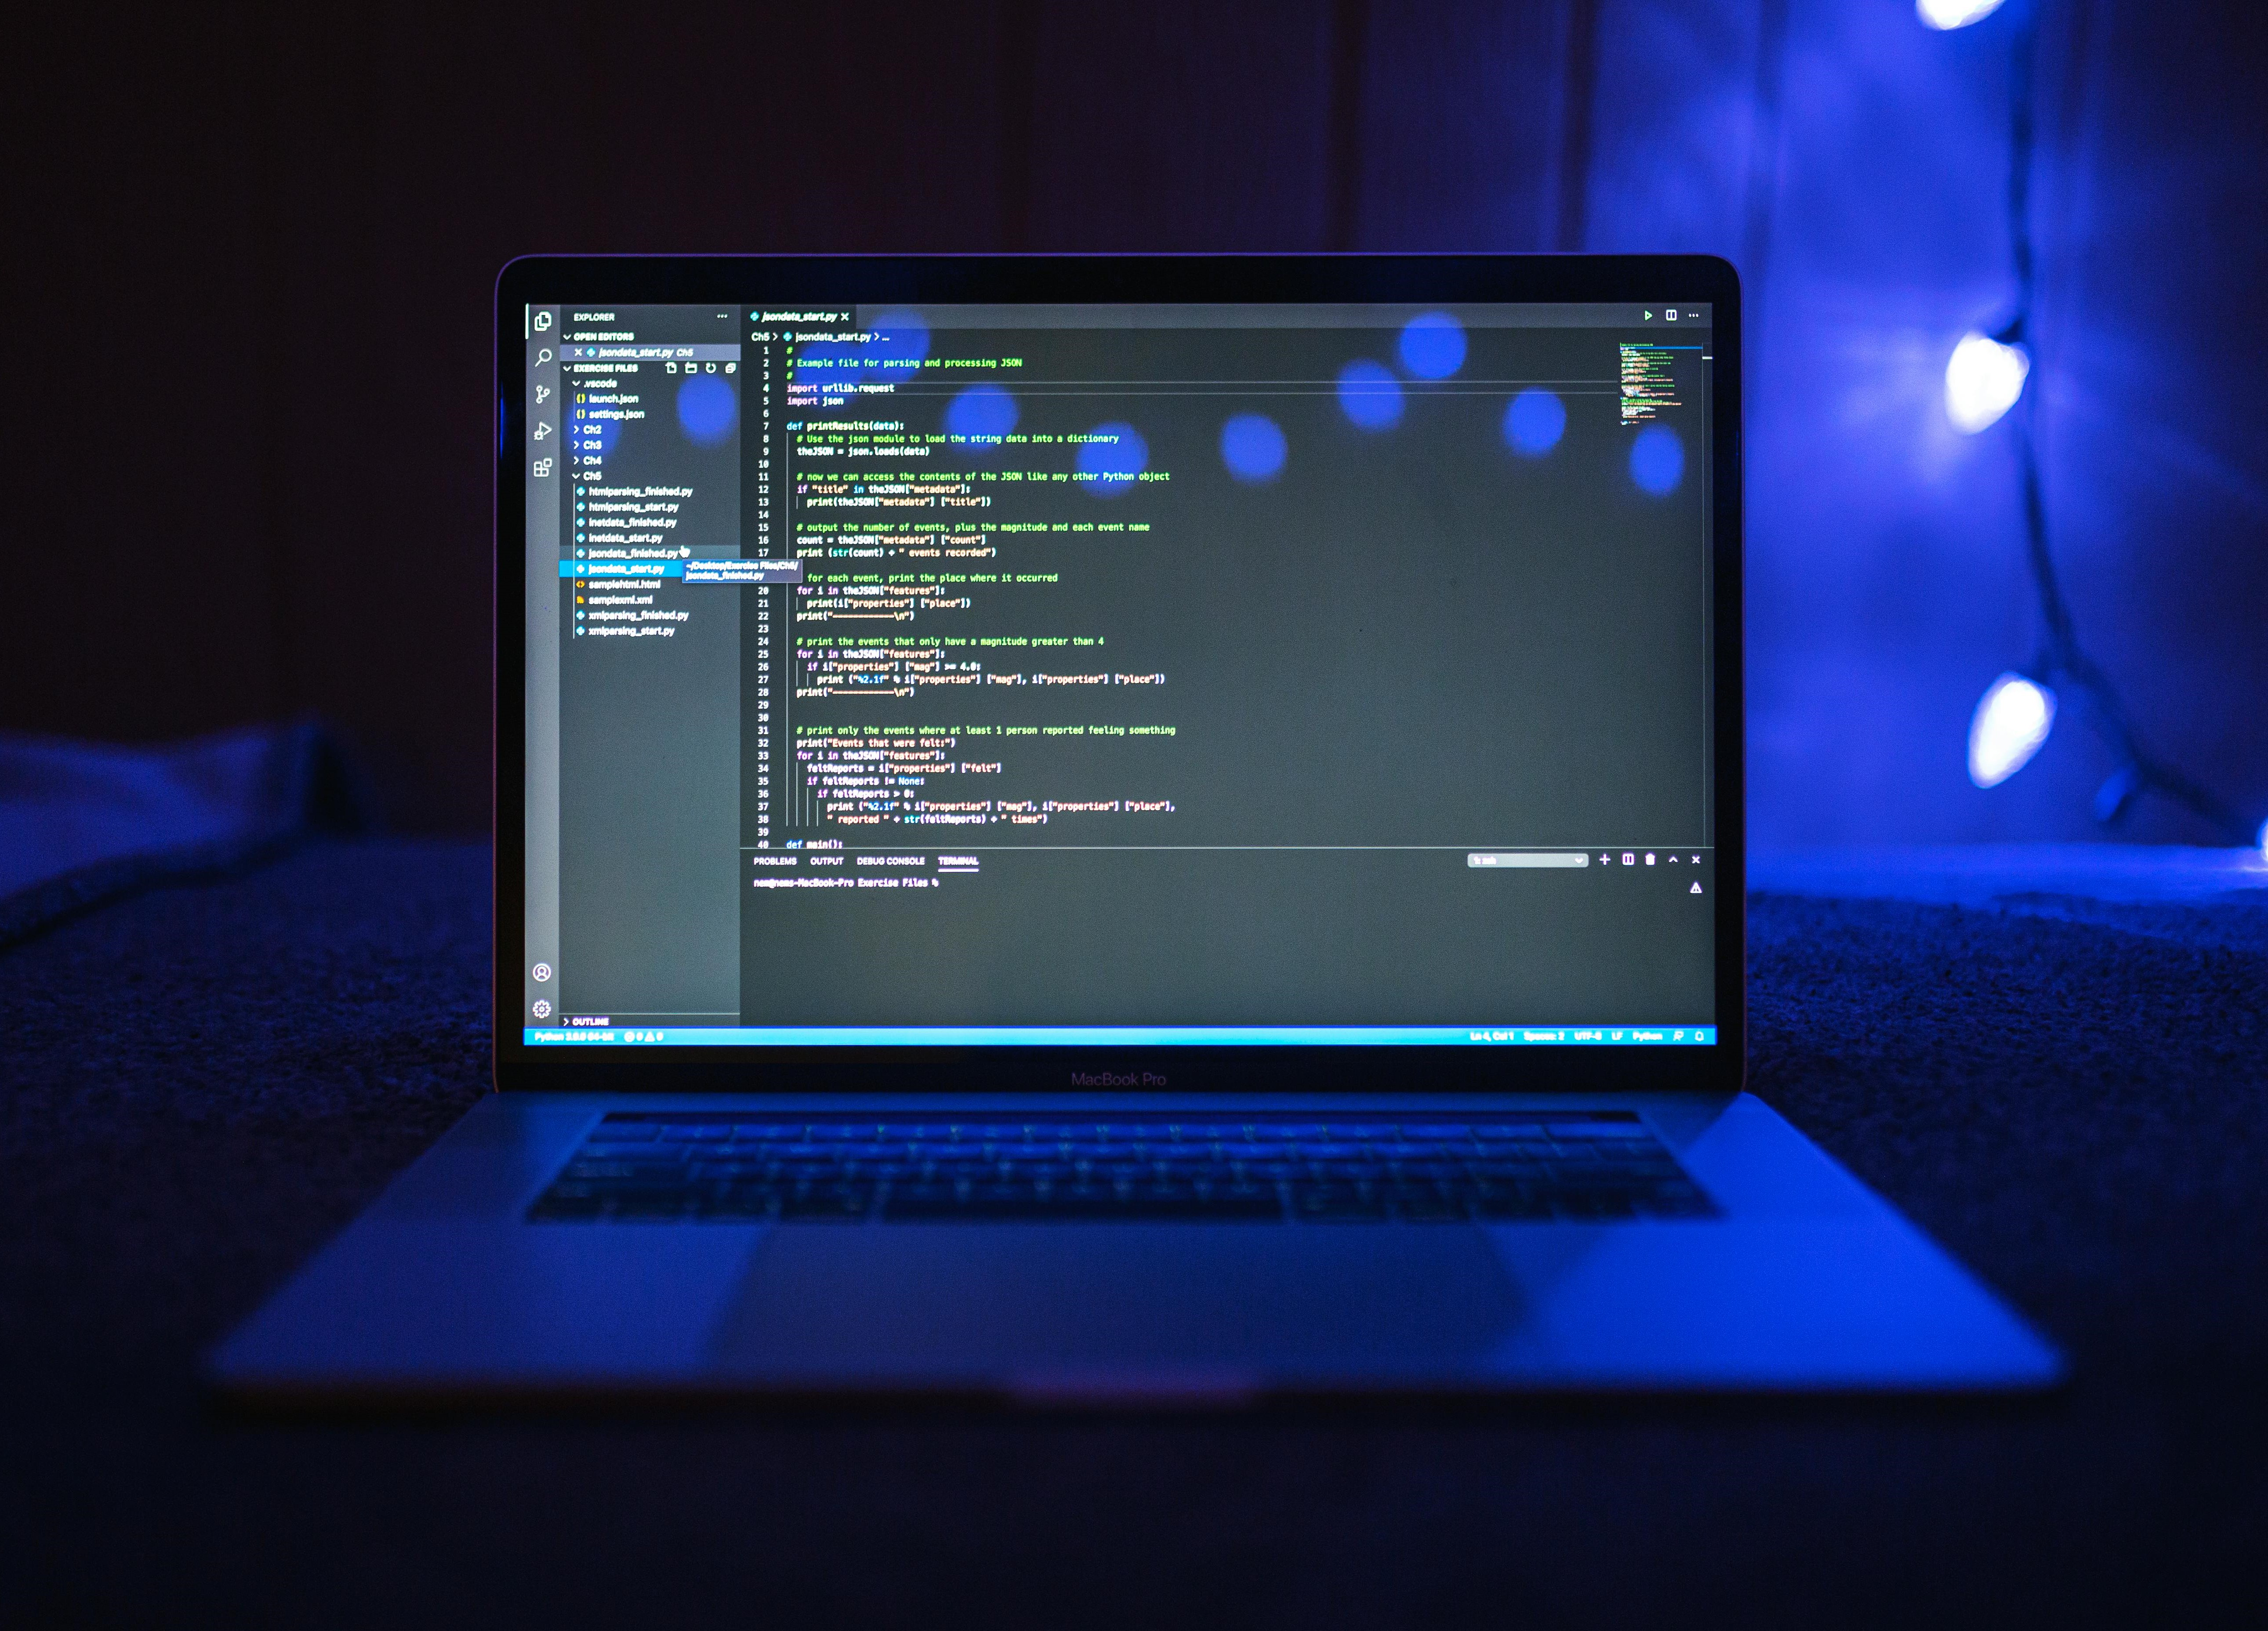 EXPLORER
OPEN EDITORS
jsondata_start.py Ch5
EXERCISE FILES
.vscode
launch.json
settings.json
Ch2
Ch3
Ch4
Ch5
htmlparsing_finished.py
htmlparsing_start.py
inetdata_finished.py
inetdata_start.py
jsondata_finished.py
jsondata_start.py
samplehtml.html
samplexml.xml
xmlparsing_finished.py
xmlparsing_start.py
~/Desktop/Exercise Files/Ch5/
jsondata_finished.py
OUTLINE
jsondata_start.py
Ch5 > jsondata_start.py > ...
1 #
2 # Example file for parsing and processing JSON
3 #
4 import urllib.request
5 import json
6
7 def printResults(data):
8 # Use the json module to load the string data into a dictionary
9 theJSON = json.loads(data)
10
11 # now we can access the contents of the JSON like any other Python object
12 if "title" in theJSON["metadata"]:
13 print(theJSON["metadata"] ["title"])
14
15 # output the number of events, plus the magnitude and each event name
16 count = theJSON["metadata"] ["count"]
17 print (str(count) + " events recorded")
for each event, print the place where it occurred
20 for i in theJSON["features"]:
21 print(i["properties"] ["place"])
22 print("--------------\n")
23
24 # print the events that only have a magnitude greater than 4
25 for i in theJSON["features"]:
26 if i["properties"] ["mag"] >= 4.0:
27 print ("%2.1f" % i["properties"] ["mag"], i["properties"] ["place"])
28 print("--------------\n")
29
30
31 # print only the events where at least 1 person reported feeling something
32 print("Events that were felt:")
33 for i in theJSON["features"]:
34 feltReports = i["properties"] ["felt"]
35 if feltReports != None:
36 if feltReports > 0:
37 print ("%2.1f" % i["properties"] ["mag"], i["properties"] ["place"],
38 " reported " + str(feltReports) + " times")
39
40 def main():
PROBLEMS OUTPUT DEBUG CONSOLE TERMINAL
nem@nems-MacBook-Pro Exercise Files %
Python 64-bit 0 0
Ln 4, Col 1 Spaces: 2 UTF-8 LF Python
MacBook Pro